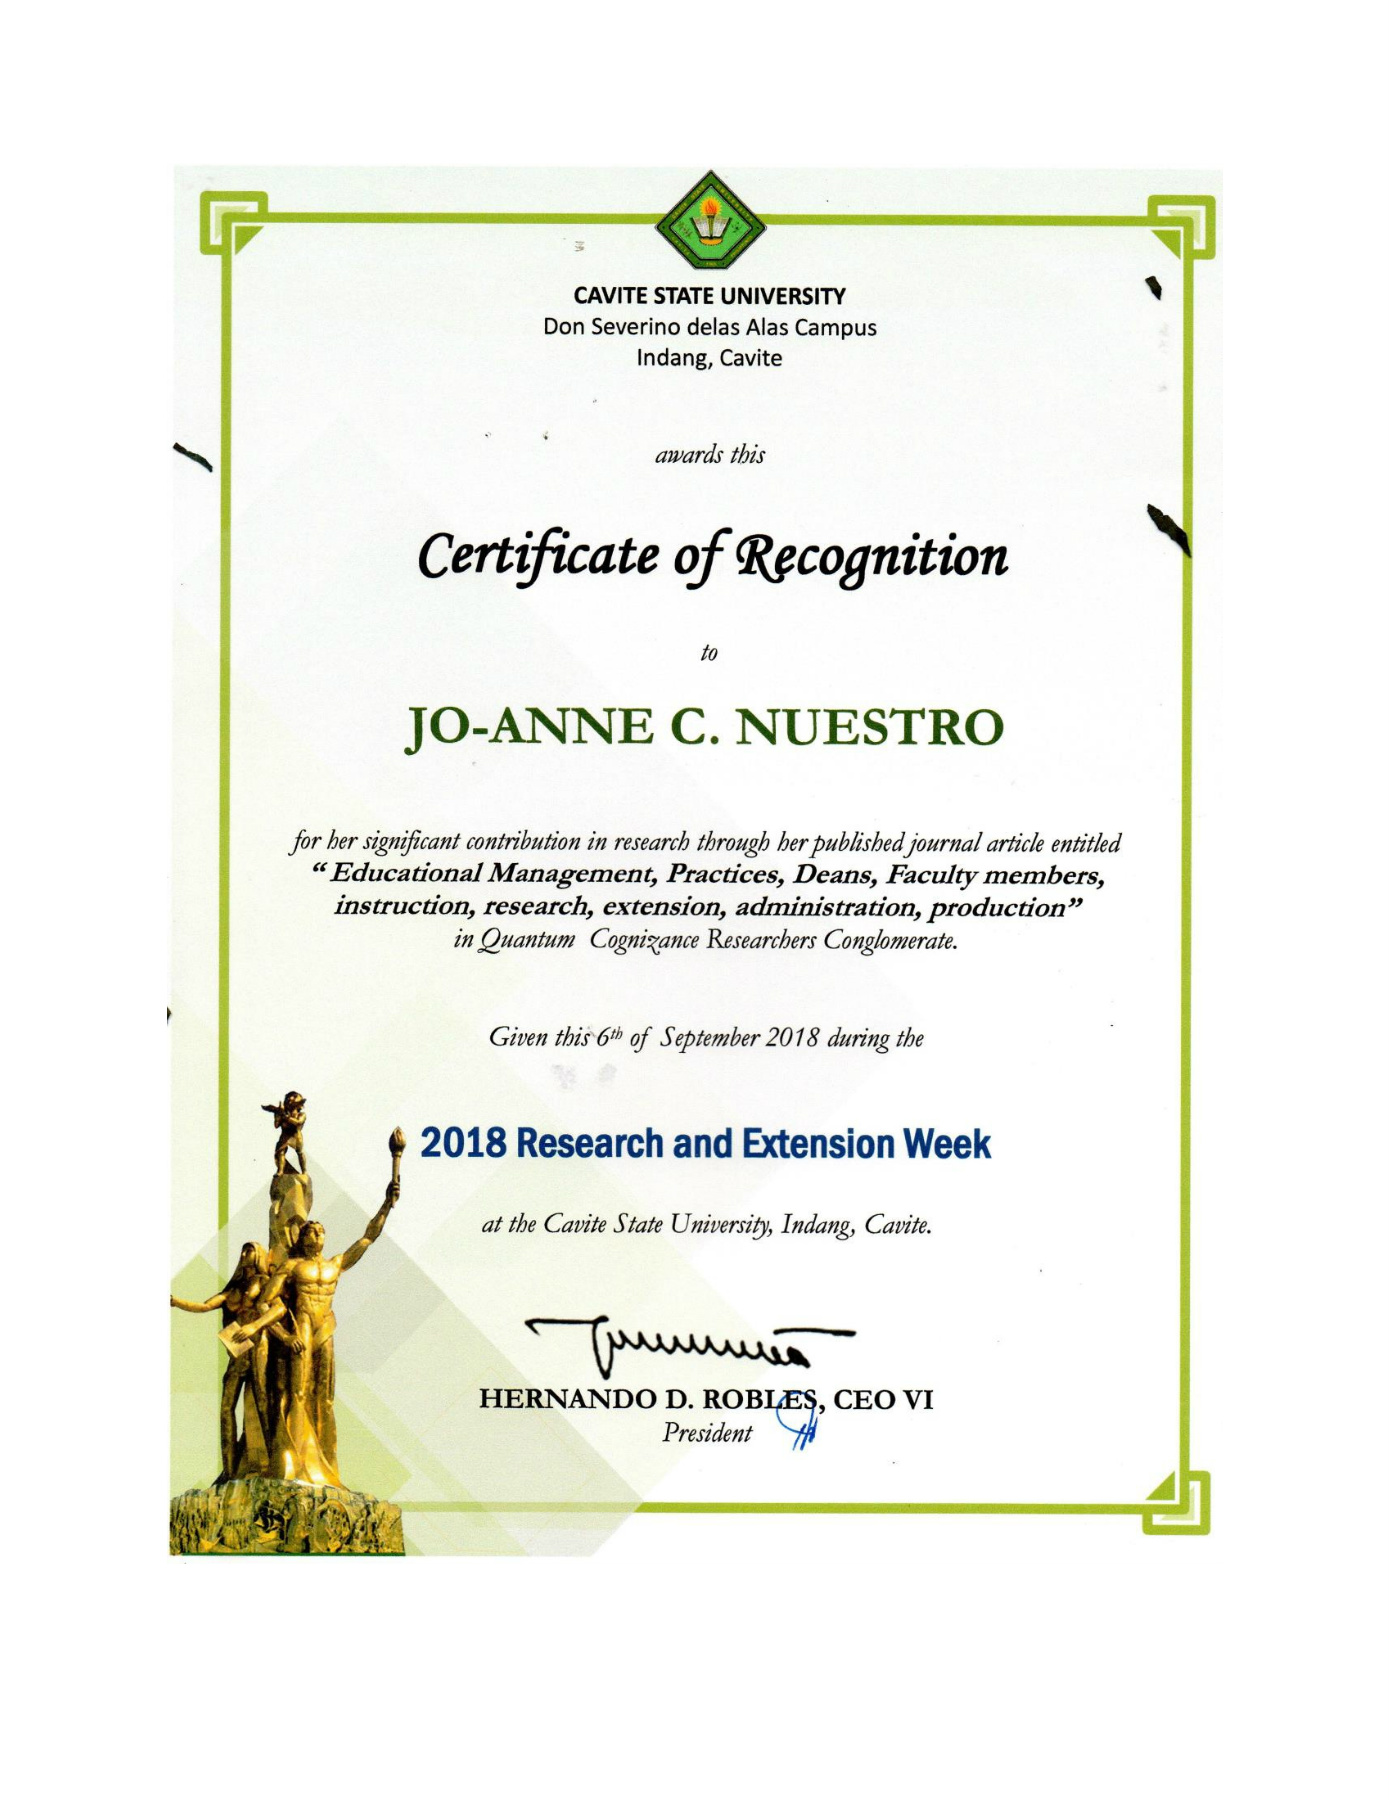 CAVITE STATE UNIVERSITY
Don Severino delas Alas Campus
Indang, Cavite
awards this
Certificate of Recognition
to
JO-ANNE C. NUESTRO
for her significant contribution in research through her published journal article entitled
“Educational Management, Practices, Deans, Faculty members,
instruction, research, extension, administration, production”
in Quantum Cognizance Researchers Conglomerate.
Given this 6th of September 2018 during the
2018 Research and Extension Week
at the Cavite State University, Indang, Cavite.
HERNANDO D. ROBLES, CEO VI
President